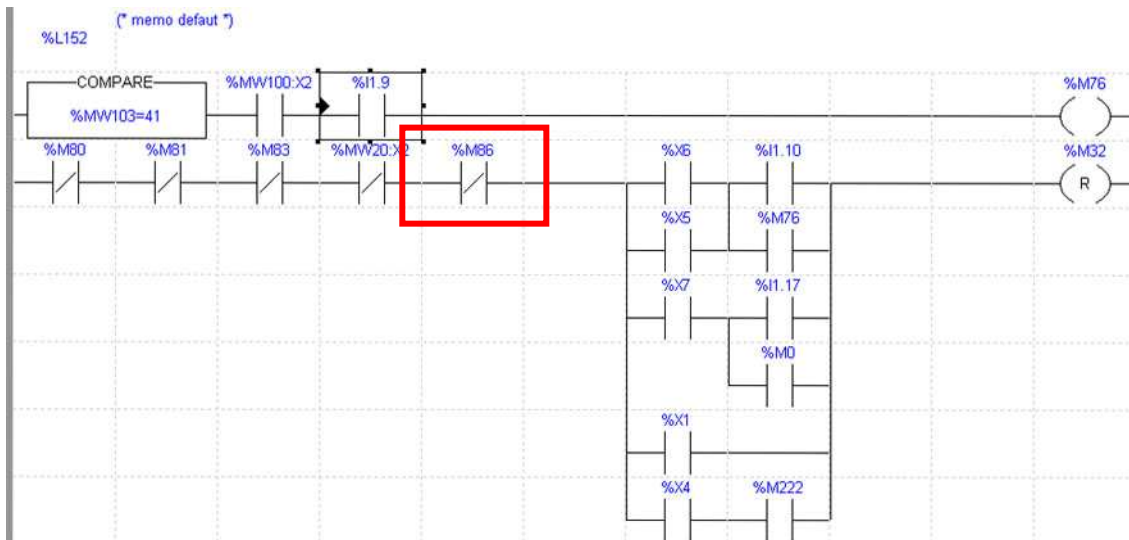 (* memo defaut *)
%L152
COMPARE %MW100:X2 %I1.9 %M76
%MW103=41
%M80 %M81 %M83 %MW20:X2 %M86 %X6 %I1.10 %M32
R
%X5 %M76
%X7 %I1.17
%M0
%X1
%X4 %M222